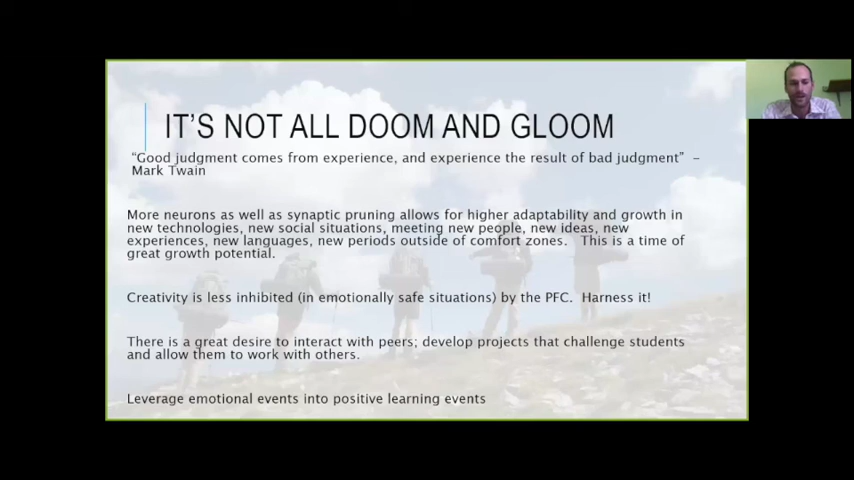 IT'S NOT ALL DOOM AND GLOOM
“Good judgment comes from experience, and experience the result of bad judgment” –
Mark Twain
More neurons as well as synaptic pruning allows for higher adaptability and growth in
new technologies, new social situations, meeting new people, new ideas, new
experiences, new languages, new periods outside of comfort zones. This is a time of
great growth potential.
Creativity is less inhibited (in emotionally safe situations) by the PFC. Harness it!
There is a great desire to interact with peers; develop projects that challenge students
and allow them to work with others.
Leverage emotional events into positive learning events